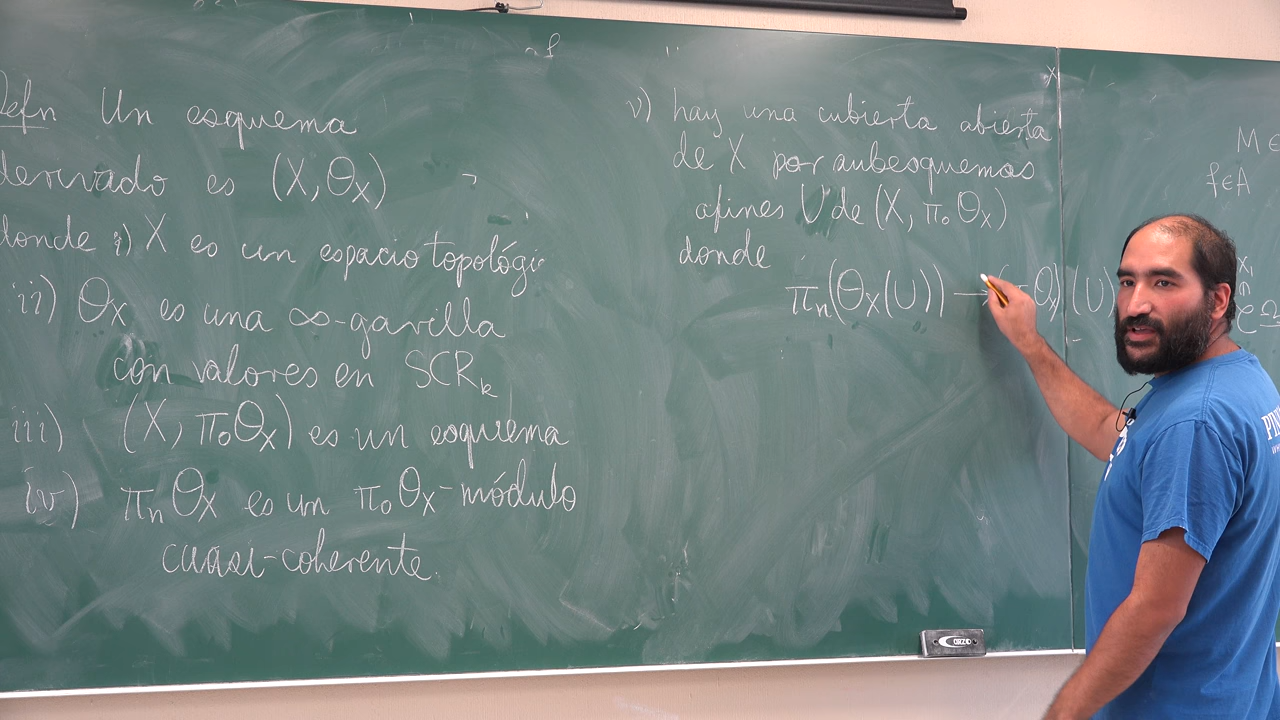 Defn Un esquema
derivado es (X, Θ_X)
donde i) X es un espacio topológi
ii) Θ_X es una ∞-gavilla
con valores en SCR_k
iii) (X, π₀Θ_X) es un esquema
iv) π_n Θ_X es un π₀Θ_X-módulo
cuasi-coherente.
v) hay una cubierta abierta
de X por subesquemas
afines U de (X, π₀Θ_X)
donde
π_n(Θ_X(U)) → Θ_X)(U)
X
M ∈
f∈A